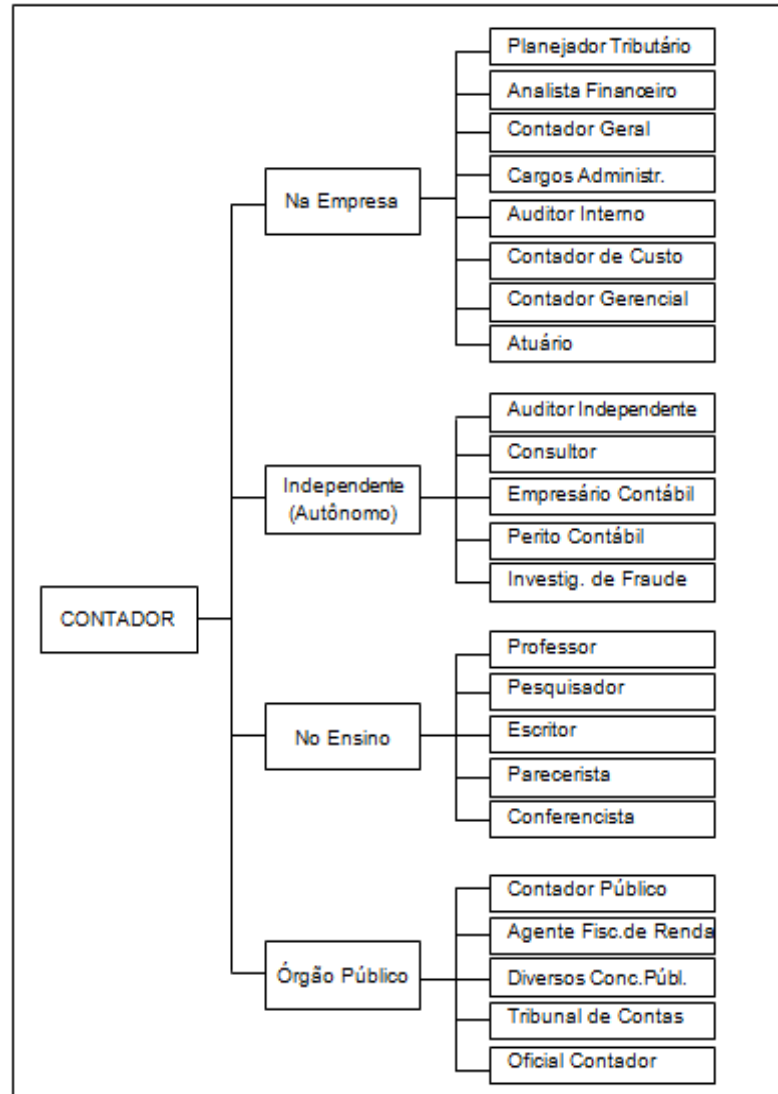 Planejador Tributário
Analista Financeiro
Contador Geral
Cargos Administr.
Auditor Interno
Contador de Custo
Contador Gerencial
Atuário
Na Empresa
Auditor Independente
Consultor
Empresário Contábil
Perito Contábil
Investig. de Fraude
Independente
(Autônomo)
CONTADOR
Professor
Pesquisador
Escritor
Parecerista
Conferencista
No Ensino
Contador Público
Agente Fisc.de Renda
Diversos Conc.Públ.
Tribunal de Contas
Oficial Contador
Órgão Público